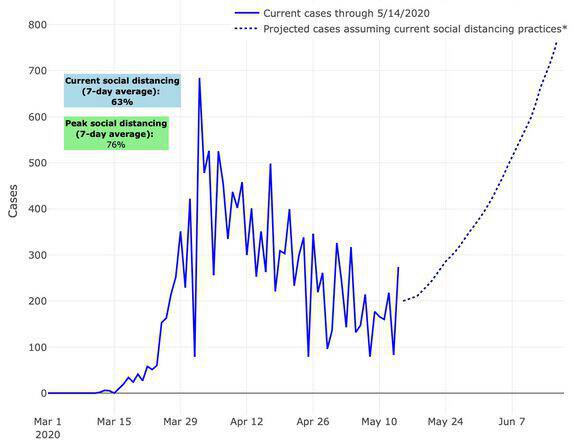 Current cases through 5/14/2020
Projected cases assuming current social distancing practices*
800
700
600
500
400
300
200
100
0
Cases
Current social distancing
(7-day average):
63%
Peak social distancing
(7-day average):
76%
Mar 1
2020
Mar 15
Mar 29
Apr 12
Apr 26
May 10
May 24
Jun 7